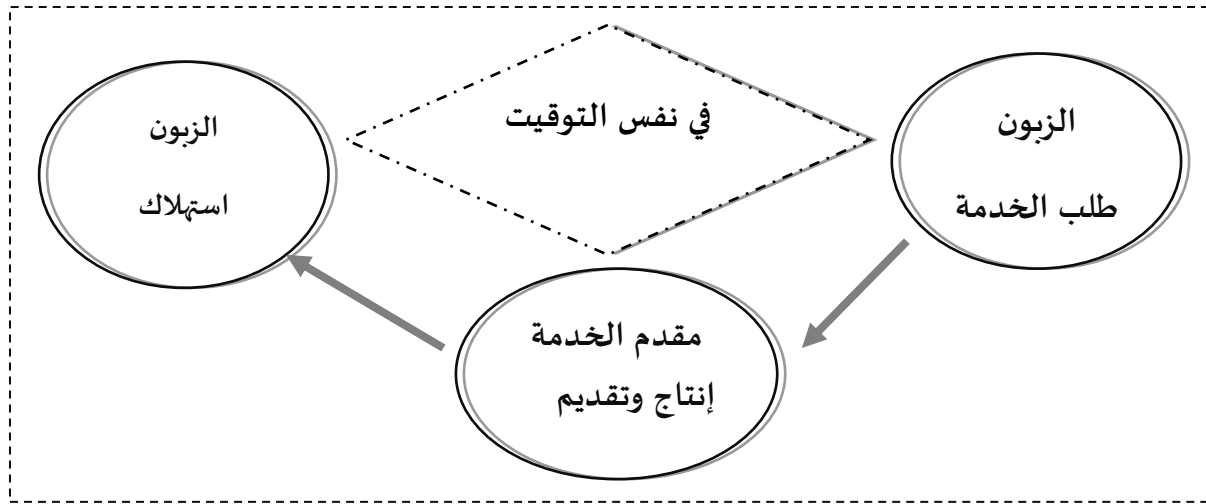 الزبون
طلب الخدمة
في نفس التوقيت
مقدم الخدمة
إنتاج وتقديم
الزبون
استهلاك